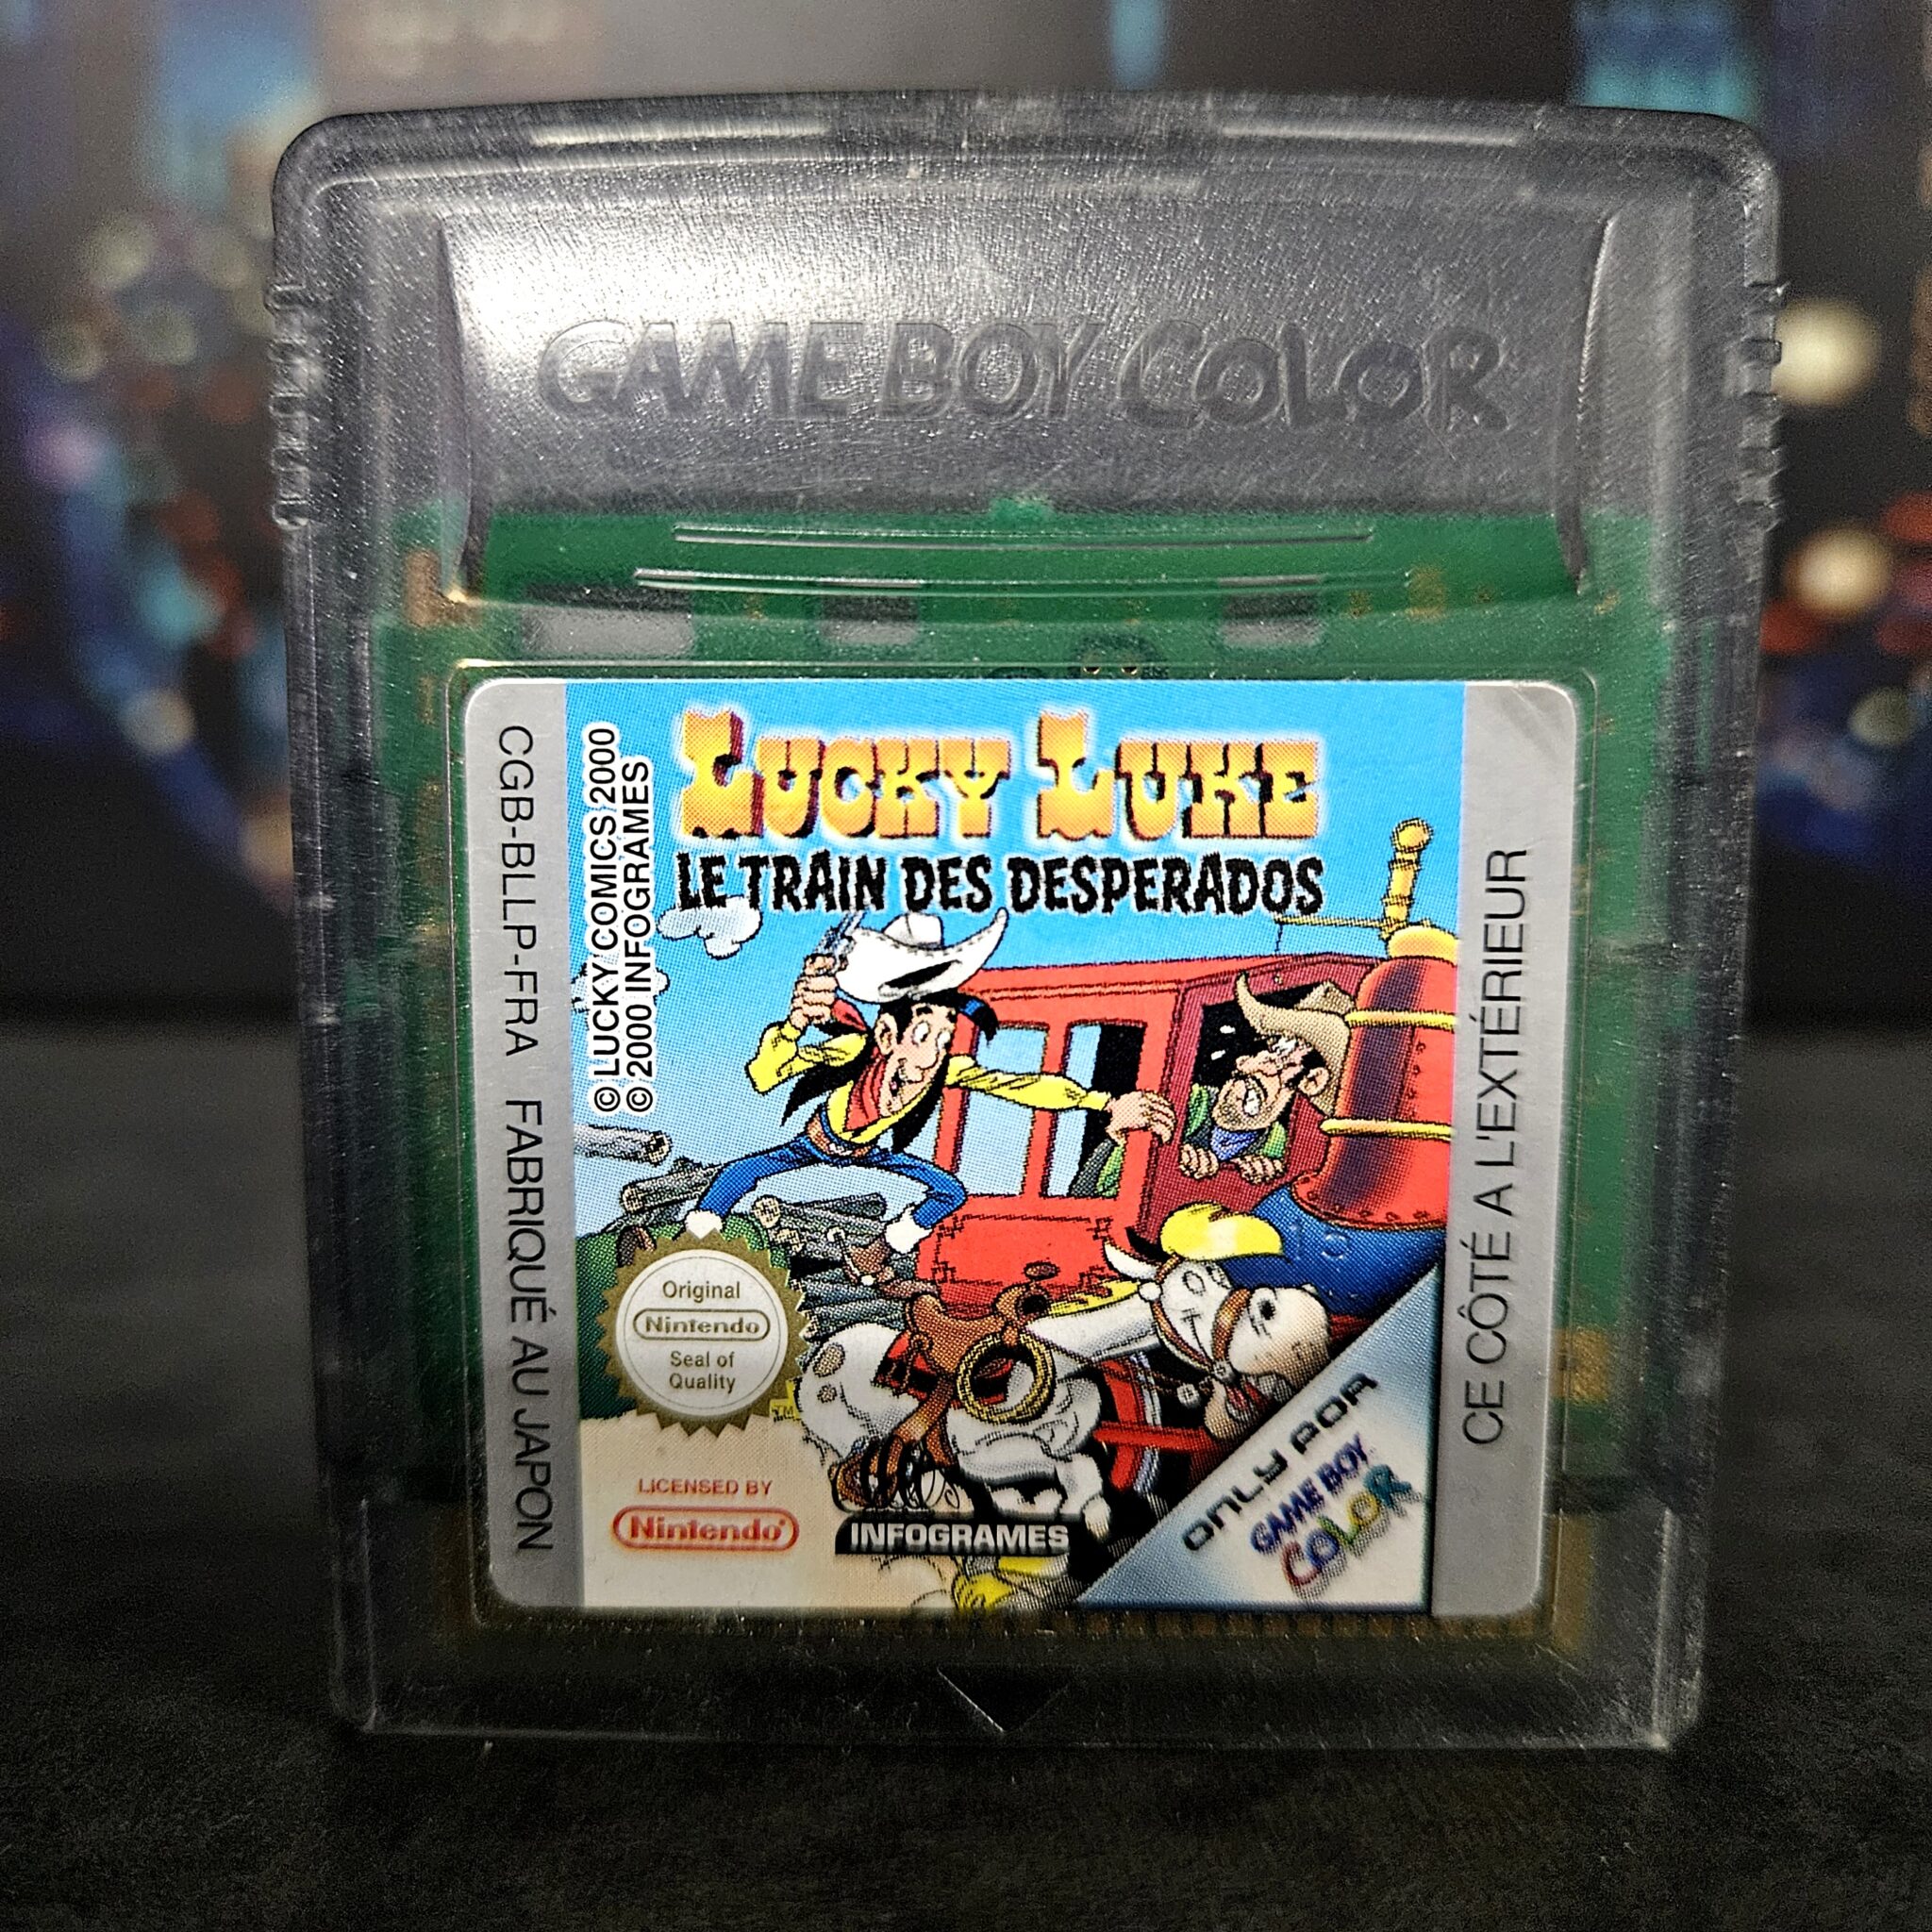 GAME BOY COLOR
CGB-BLLP-FRA FABRIQUÉ AU JAPON
© LUCKY COMICS 2000
© 2000 INFOGRAMES
LUCKY LUKE
LE TRAIN DES DESPERADOS
Original
Nintendo
Seal of
Quality
TM
LICENSED BY
Nintendo®
INFOGRAMES
ONLY FOR
GAME BOY
COLOR
CE CÔTÉ A L'EXTÉRIEUR